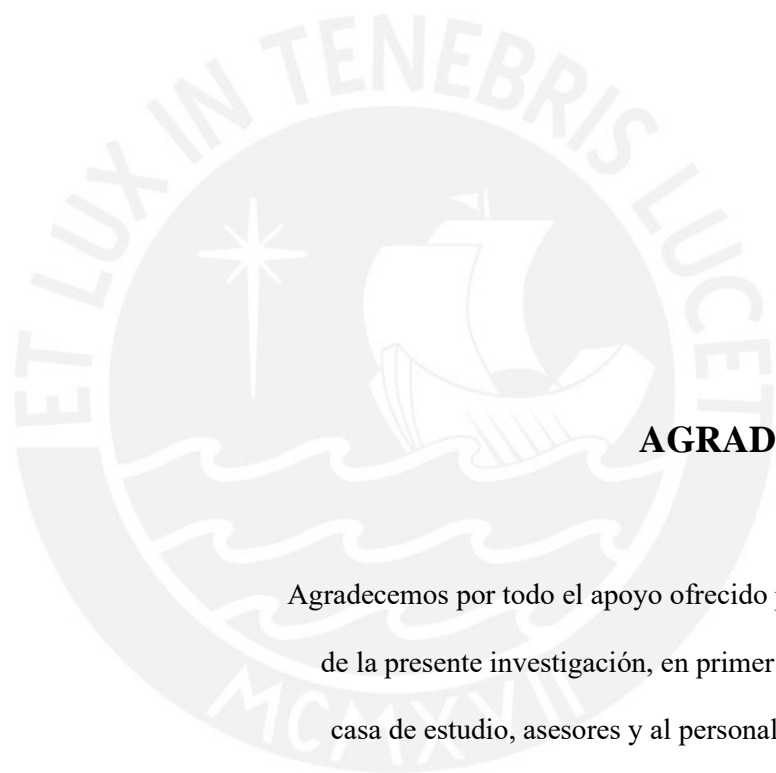 ET LUX IN TENEBRIS LUCET
MCMXVII
AGRAD
Agradecemos por todo el apoyo ofrecido
de la presente investigación, en primer
casa de estudio, asesores y al personal